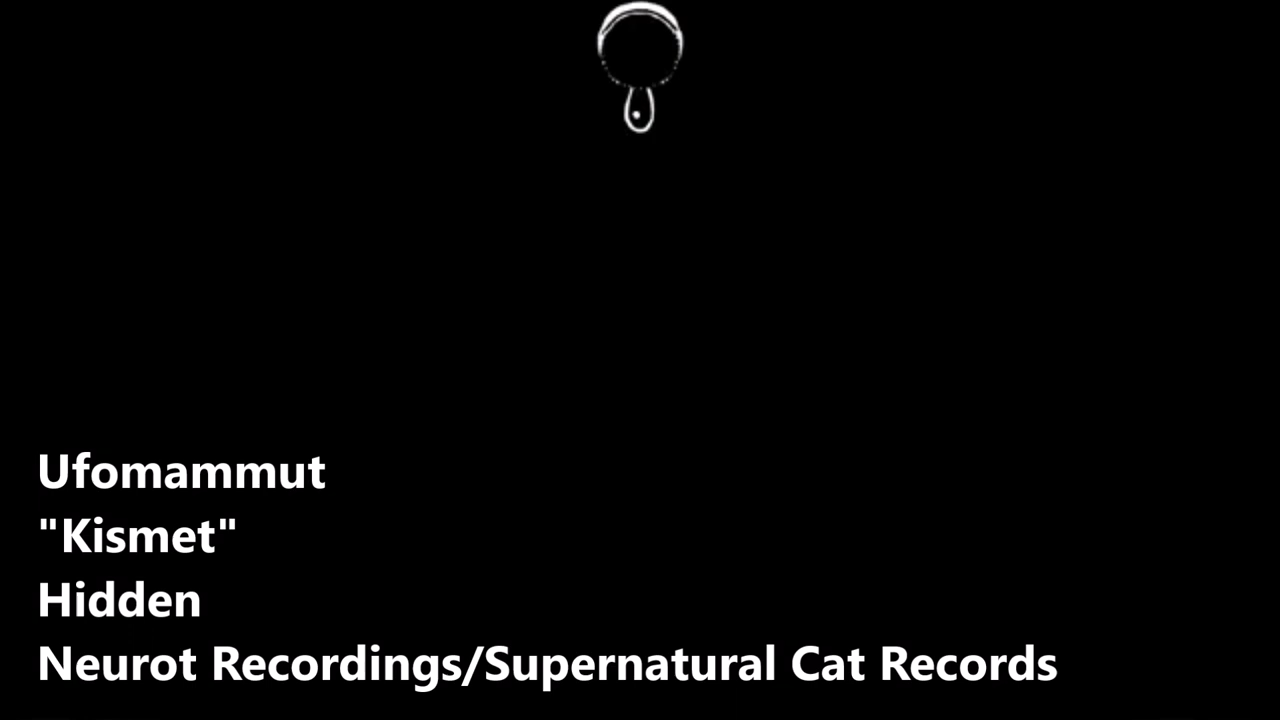 Ufomammut
"Kismet"
Hidden
Neurot Recordings/Supernatural Cat Records